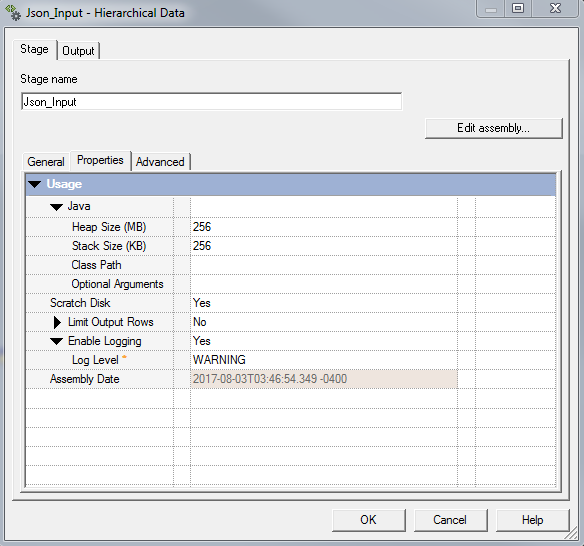 Json_Input - Hierarchical Data
Stage Output
Stage name
Json_Input
Edit assembly...
General Properties Advanced
Usage
Java
Heap Size (MB) 256
Stack Size (KB) 256
Class Path
Optional Arguments
Scratch Disk Yes
Limit Output Rows No
Enable Logging Yes
Log Level * WARNING
Assembly Date 2017-08-03T03:46:54.349 -0400
OK Cancel Help